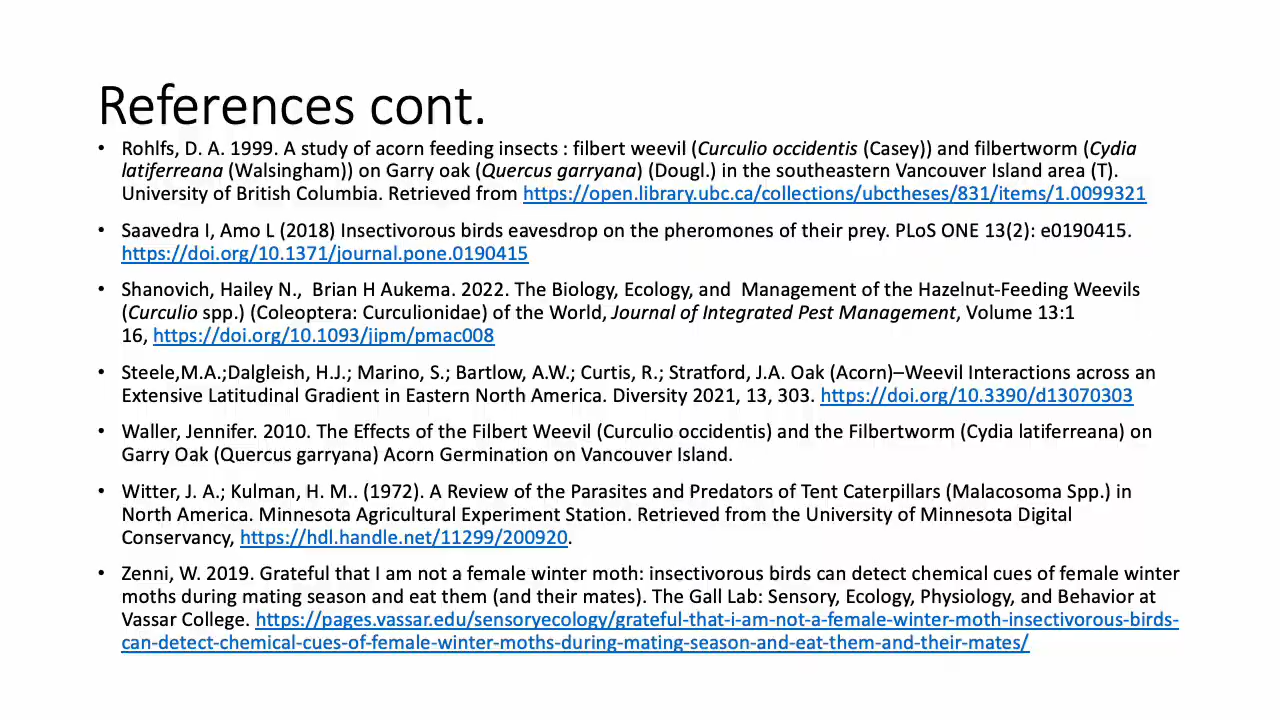 References cont.
• Rohlfs, D. A. 1999. A study of acorn feeding insects : filbert weevil (Curculio occidentis (Casey)) and filbertworm (Cydia
latiferreana (Walsingham)) on Garry oak (Quercus garryana) (Dougl.) in the southeastern Vancouver Island area (T).
University of British Columbia. Retrieved from https://open.library.ubc.ca/collections/ubctheses/831/items/1.0099321
• Saavedra I, Amo L (2018) Insectivorous birds eavesdrop on the pheromones of their prey. PLoS ONE 13(2): e0190415.
https://doi.org/10.1371/journal.pone.0190415
• Shanovich, Hailey N.,  Brian H Aukema. 2022. The Biology, Ecology, and  Management of the Hazelnut-Feeding Weevils
(Curculio spp.) (Coleoptera: Curculionidae) of the World, Journal of Integrated Pest Management, Volume 13:1
16, https://doi.org/10.1093/jipm/pmac008
• Steele,M.A.;Dalgleish, H.J.; Marino, S.; Bartlow, A.W.; Curtis, R.; Stratford, J.A. Oak (Acorn)–Weevil Interactions across an
Extensive Latitudinal Gradient in Eastern North America. Diversity 2021, 13, 303. https://doi.org/10.3390/d13070303
• Waller, Jennifer. 2010. The Effects of the Filbert Weevil (Curculio occidentis) and the Filbertworm (Cydia latiferreana) on
Garry Oak (Quercus garryana) Acorn Germination on Vancouver Island.
• Witter, J. A.; Kulman, H. M.. (1972). A Review of the Parasites and Predators of Tent Caterpillars (Malacosoma Spp.) in
North America. Minnesota Agricultural Experiment Station. Retrieved from the University of Minnesota Digital
Conservancy, https://hdl.handle.net/11299/200920.
• Zenni, W. 2019. Grateful that I am not a female winter moth: insectivorous birds can detect chemical cues of female winter
moths during mating season and eat them (and their mates). The Gall Lab: Sensory, Ecology, Physiology, and Behavior at
Vassar College. https://pages.vassar.edu/sensoryecology/grateful-that-i-am-not-a-female-winter-moth-insectivorous-birds-
can-detect-chemical-cues-of-female-winter-moths-during-mating-season-and-eat-them-and-their-mates/